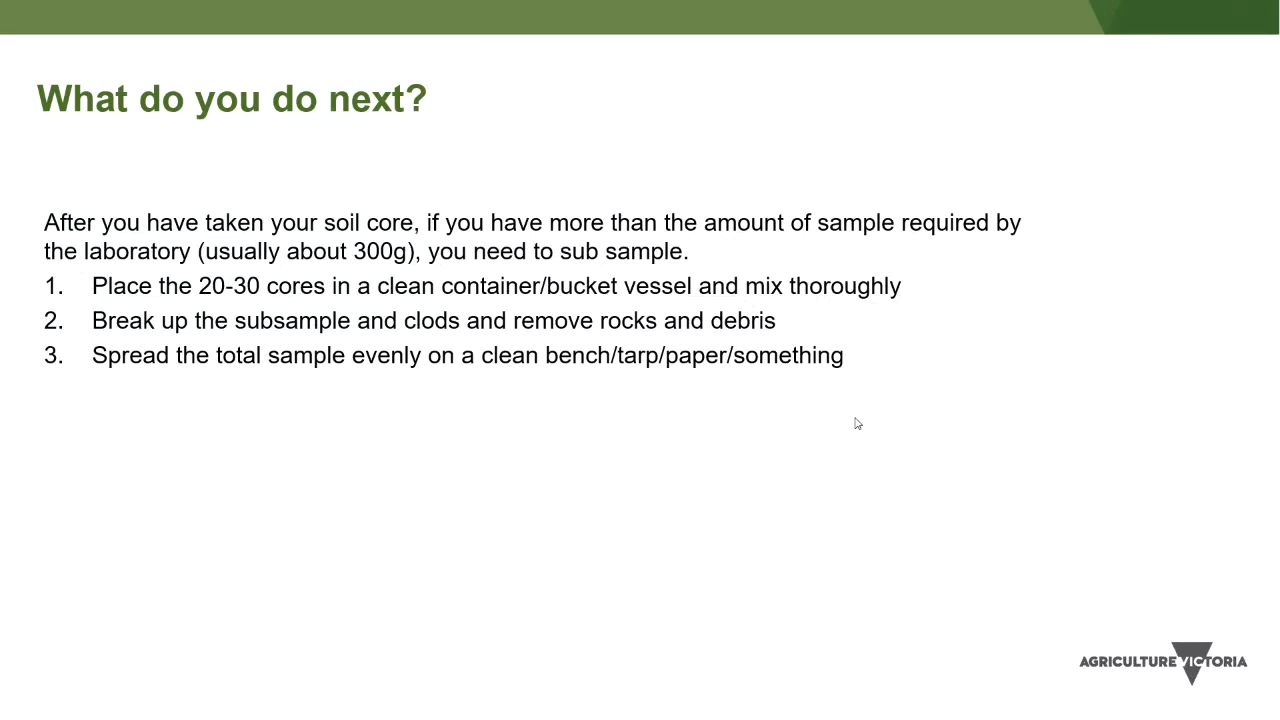 What do you do next?
After you have taken your soil core, if you have more than the amount of sample required by
the laboratory (usually about 300g), you need to sub sample.
1. Place the 20-30 cores in a clean container/bucket vessel and mix thoroughly
2. Break up the subsample and clods and remove rocks and debris
3. Spread the total sample evenly on a clean bench/tarp/paper/something
AGRICULTURE VICTORIA